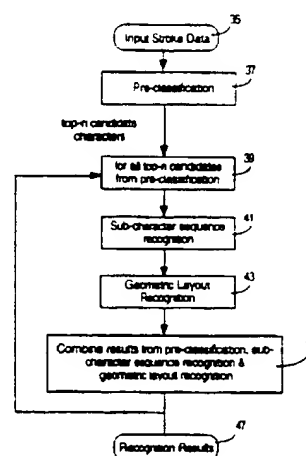 35
Input Stroke Data
37
Pre-classification
top-n candidate
characters
39
for all top-n candidates
from pre-classification
41
Sub-character sequence
recognition
43
Geometric Layout
Recognition
Combine results from pre-classification, sub-
character sequence recognition &
geometric layout recognition
47
Recognition Results